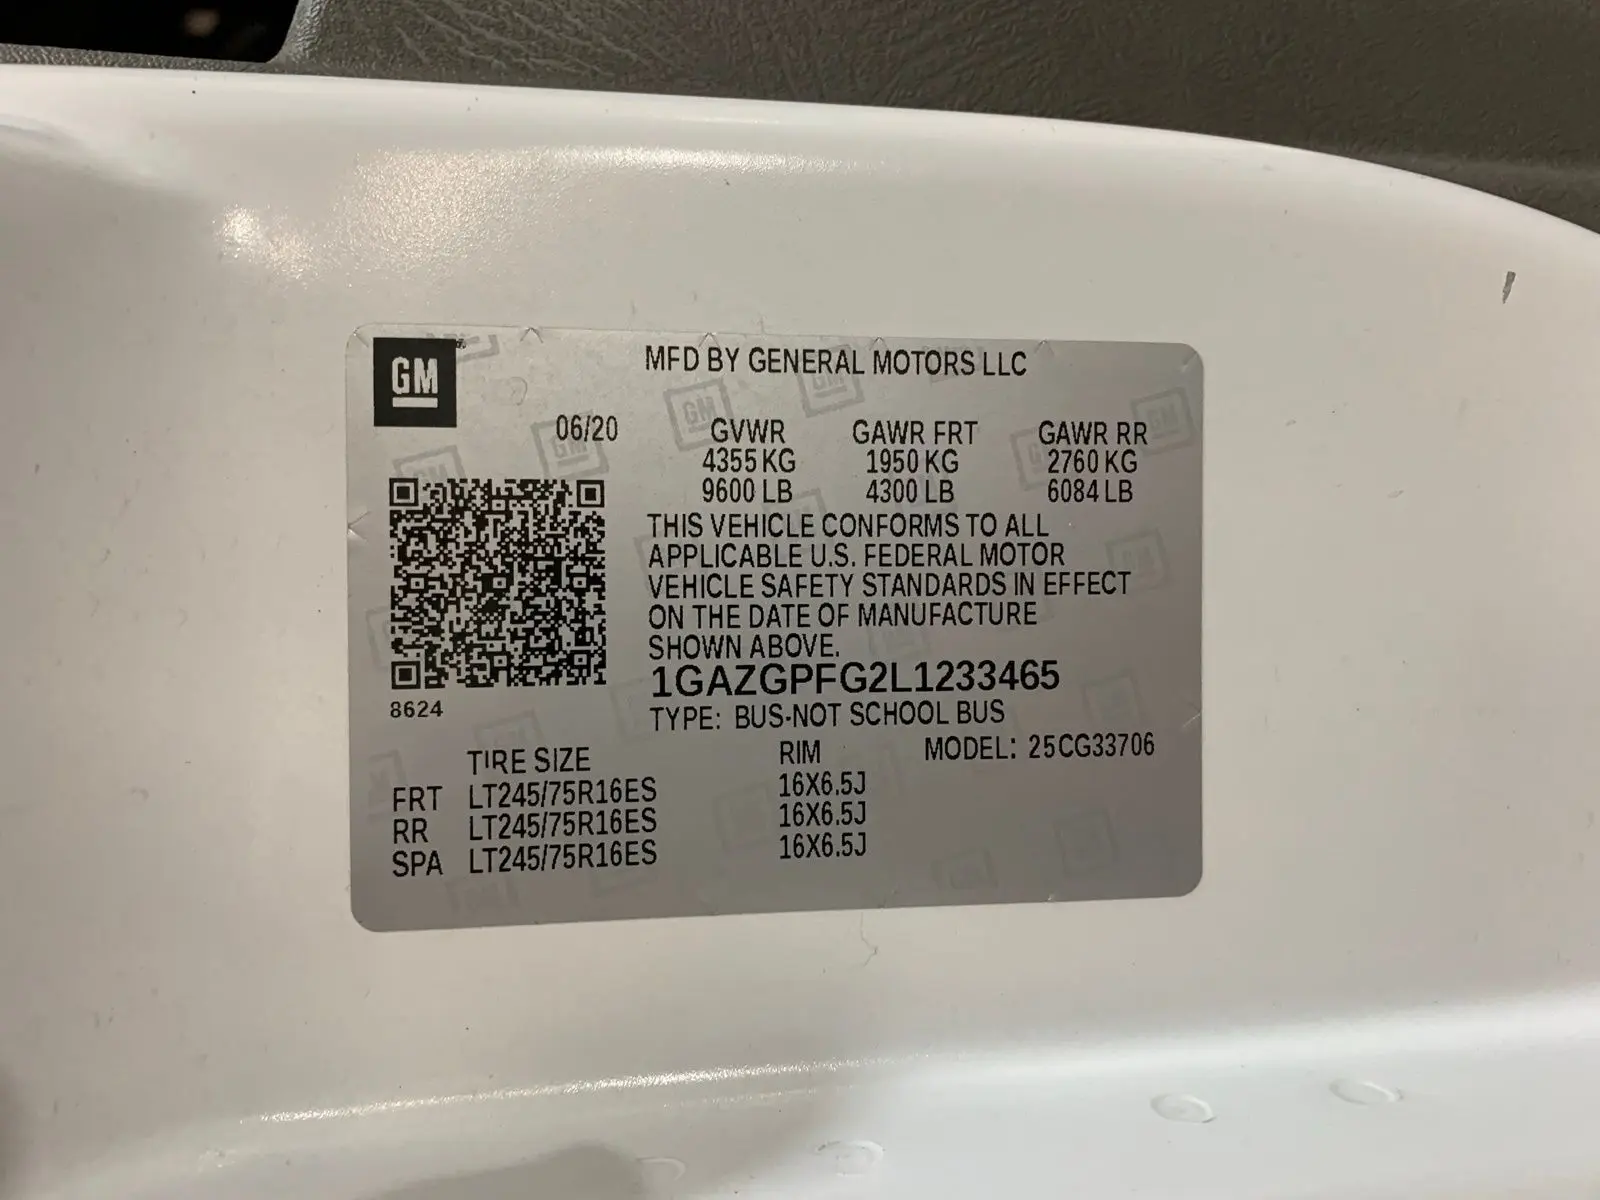 GM
MFD BY GENERAL MOTORS LLC
06/20 GVWR GAWR FRT GAWR RR
4355 KG 1950 KG 2760 KG
9600 LB 4300 LB 6084 LB
THIS VEHICLE CONFORMS TO ALL
APPLICABLE U.S. FEDERAL MOTOR
VEHICLE SAFETY STANDARDS IN EFFECT
ON THE DATE OF MANUFACTURE
SHOWN ABOVE.
1GAZGPFG2L1233465
8624
TYPE: BUS-NOT SCHOOL BUS
TIRE SIZE RIM MODEL: 25CG33706
FRT LT245/75R16ES 16X6.5J
RR LT245/75R16ES 16X6.5J
SPA LT245/75R16ES 16X6.5J